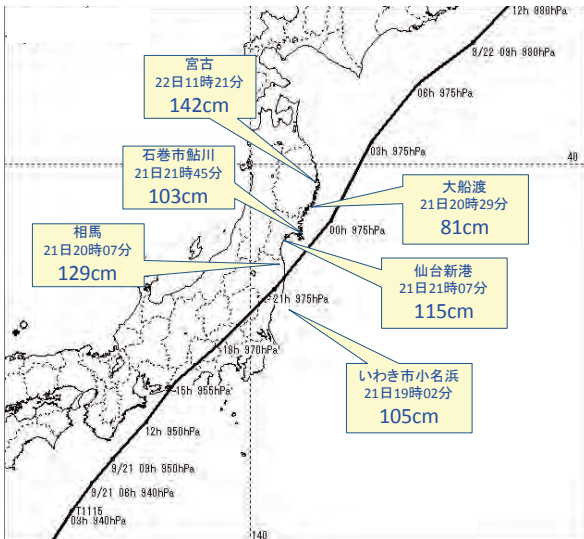 12h 980hPa
9/22 09h 980hPa
06h 975hPa
宮古
22日11時21分
142cm
03h 975hPa
石巻市鮎川
21日21時45分
103cm
40
大船渡
21日20時29分
81cm
00h 975hPa
相馬
21日20時07分
129cm
仙台新港
21日21時07分
115cm
21h 975hPa
18h 970hPa
いわき市小名浜
21日19時02分
105cm
15h 955hPa
12h 950hPa
9/21 09h 950hPa
9/21 06h 940hPa
T1115
03h 940hPa
140